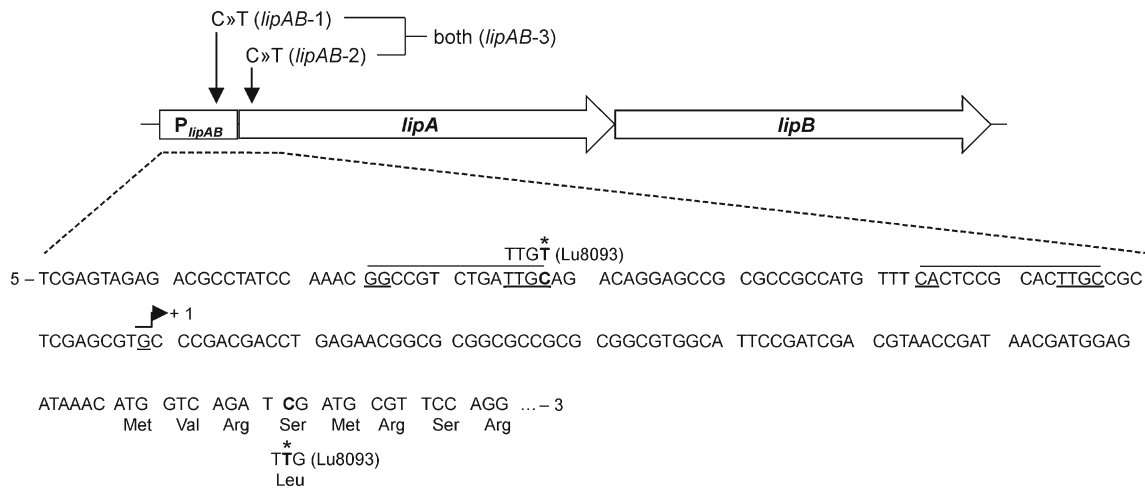 C»T (lipAB-1)
both (lipAB-3)
C»T (lipAB-2)
PlipAB lipA lipB
*
TTGT (Lu8093)
5 – TCGAGTAGAG ACGCCTATCC AAAC GGCCGT CTGATTGCAG ACAGGAGCCG CGCCGCCATG TTT CACTCCG CACTTGCCGC
+ 1
TCGAGCGTGC CCGACGACCT GAGAACGGCG CGGCGCCGCG CGGCGTGGCA TTCCGATCGA CGTAACCGAT AACGATGGAG
ATAAAC ATG GTC AGA T CG ATG CGT TCC AGG ... – 3
Met Val Arg Ser Met Arg Ser Arg
*
TTG (Lu8093)
Leu